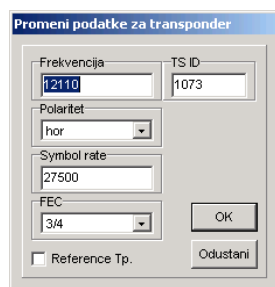 Promeni podatke za transponder
Frekvencija
TS ID
12110
1073
Polaritet
hor
Symbol rate
27500
FEC
3/4
OK
Reference Tp.
Odustani